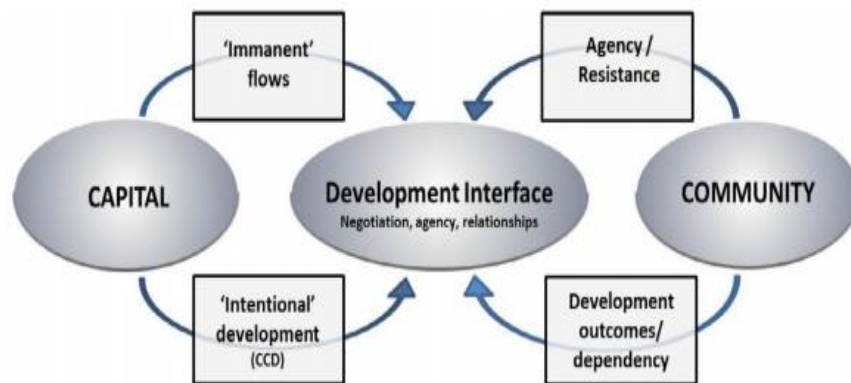 ‘Immanent’
flows
Agency /
Resistance
CAPITAL
Development Interface
Negotiation, agency, relationships
COMMUNITY
‘Intentional’
development
(CCD)
Development
outcomes/
dependency